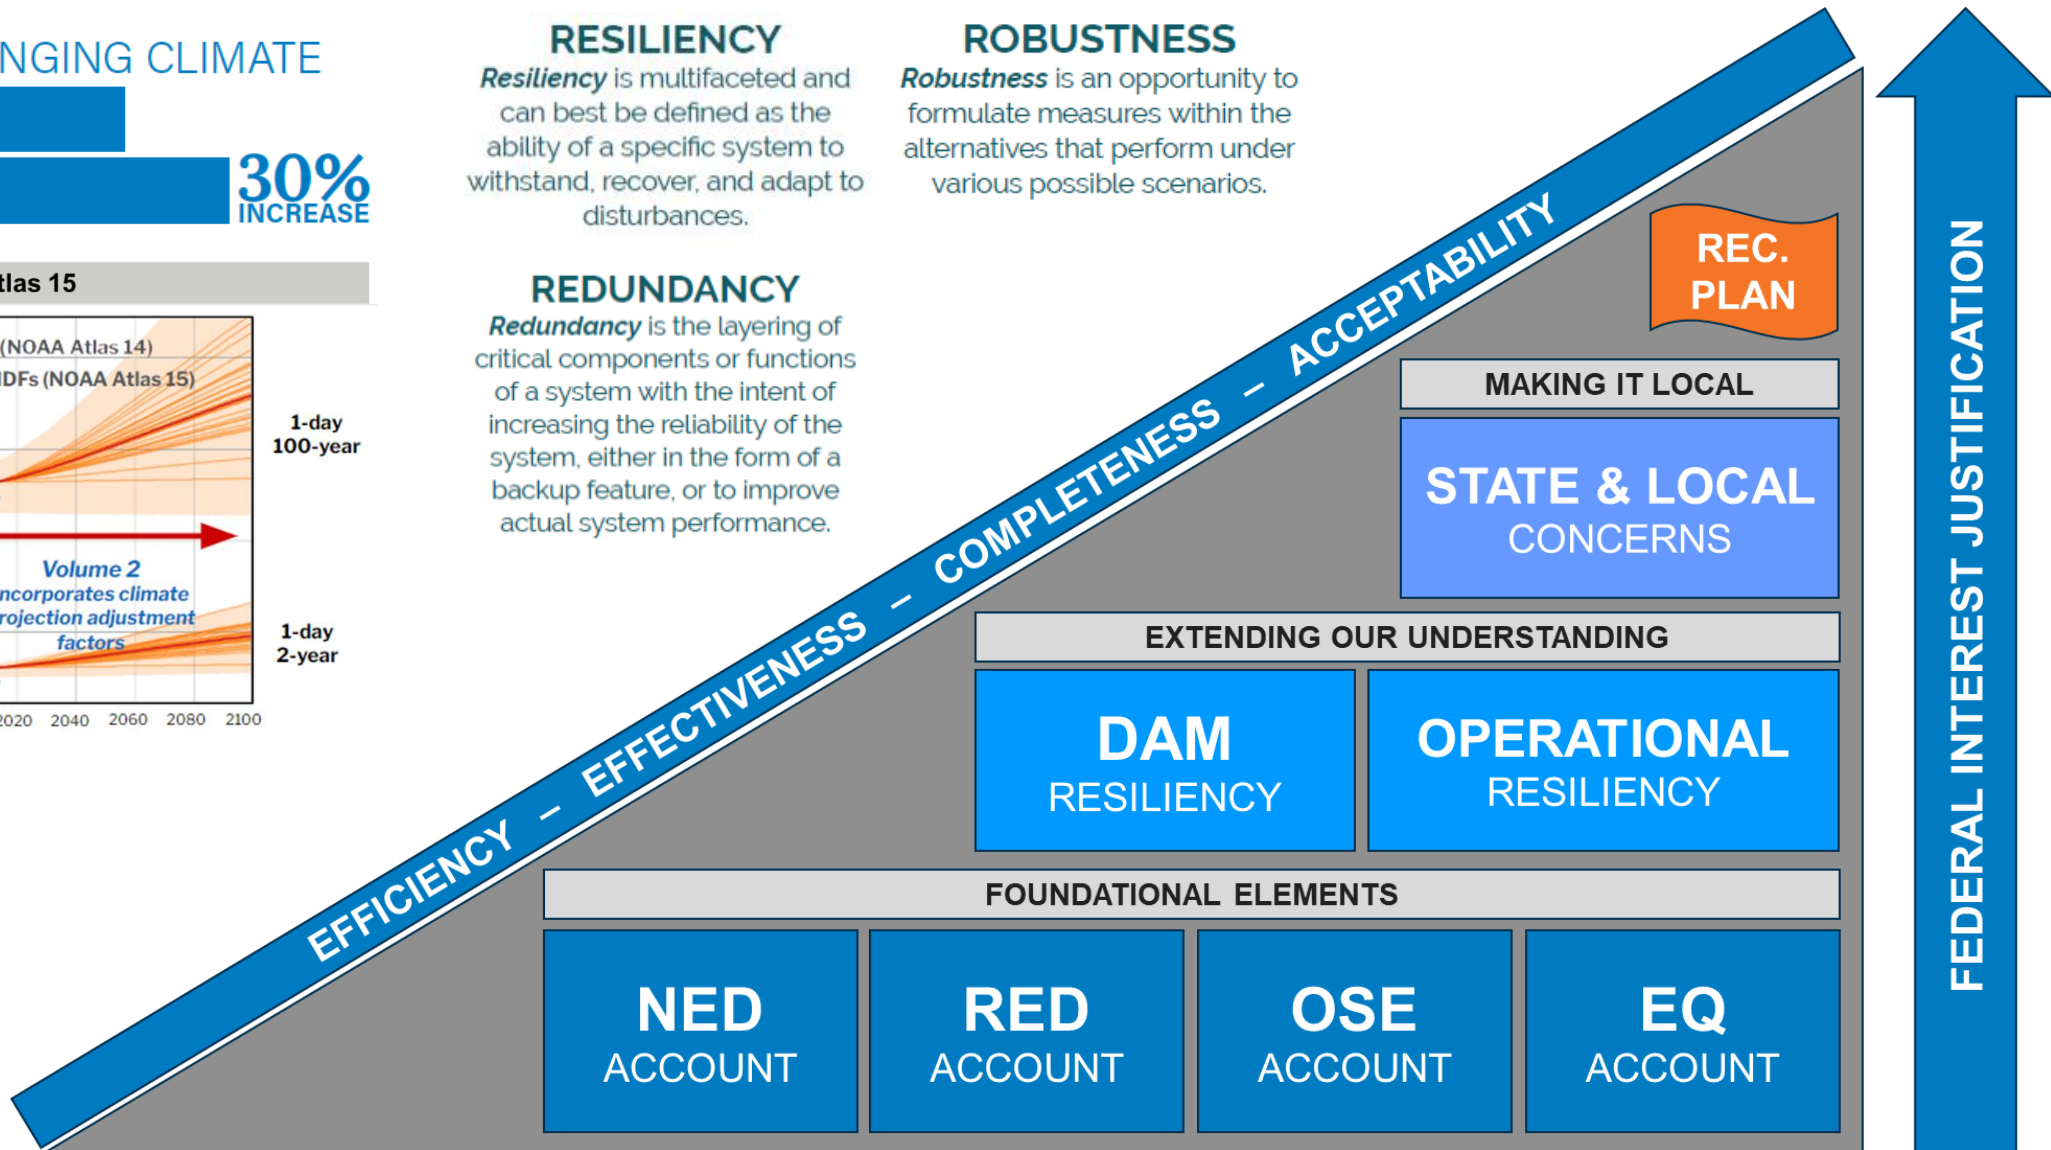 NGING CLIMATE
30%
INCREASE
tlas 15
(NOAA Atlas 14)
IDFs (NOAA Atlas 15)
1-day
100-year
Volume 2
ncorporates climate
rojection adjustment
factors
1-day
2-year
2020 2040 2060 2080 2100
RESILIENCY
Resiliency is multifaceted and
can best be defined as the
ability of a specific system to
withstand, recover, and adapt to
disturbances.
ROBUSTNESS
Robustness is an opportunity to
formulate measures within the
alternatives that perform under
various possible scenarios.
REDUNDANCY
Redundancy is the layering of
critical components or functions
of a system with the intent of
increasing the reliability of the
system, either in the form of a
backup feature, or to improve
actual system performance.
EFFICIENCY – EFFECTIVENESS – COMPLETENESS – ACCEPTABILITY
REC.
PLAN
MAKING IT LOCAL
STATE & LOCAL
CONCERNS
EXTENDING OUR UNDERSTANDING
DAM
RESILIENCY
OPERATIONAL
RESILIENCY
FOUNDATIONAL ELEMENTS
NED
ACCOUNT
RED
ACCOUNT
OSE
ACCOUNT
EQ
ACCOUNT
FEDERAL INTEREST JUSTIFICATION